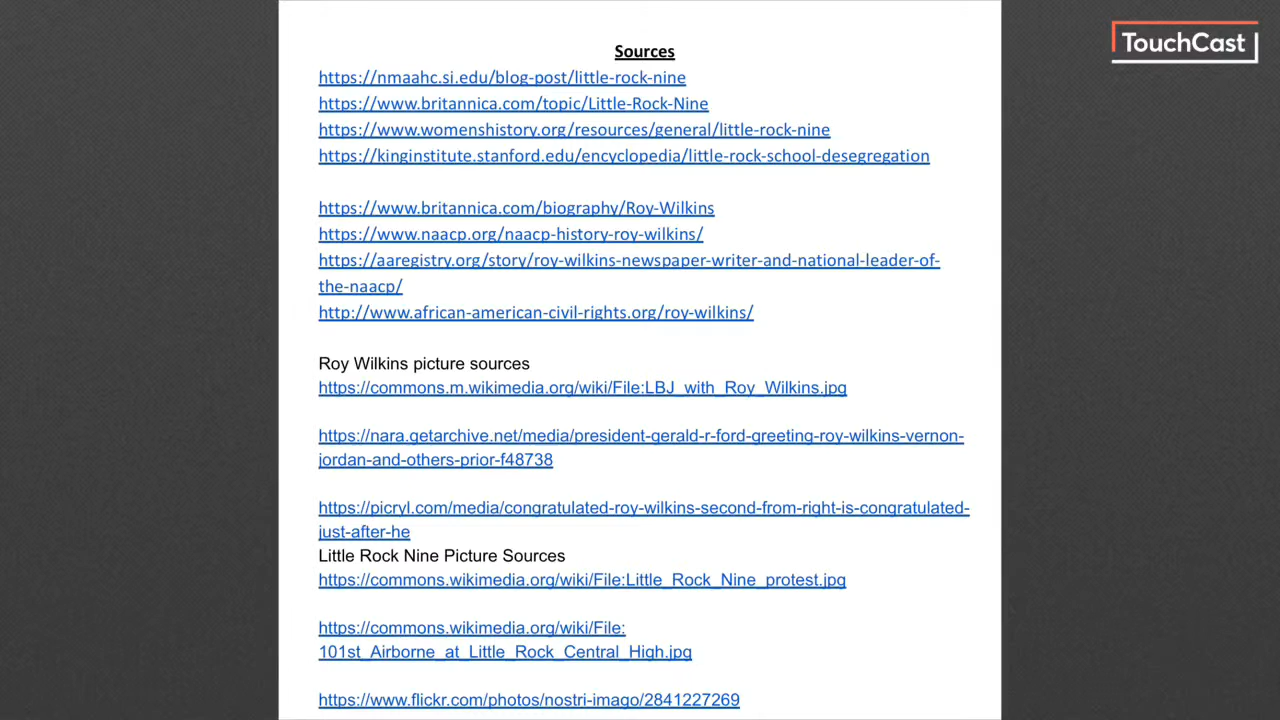 TouchCast
Sources
https://nmaahc.si.edu/blog-post/little-rock-nine
https://www.britannica.com/topic/Little-Rock-Nine
https://www.womenshistory.org/resources/general/little-rock-nine
https://kinginstitute.stanford.edu/encyclopedia/little-rock-school-desegregation
https://www.britannica.com/biography/Roy-Wilkins
https://www.naacp.org/naacp-history-roy-wilkins/
https://aaregistry.org/story/roy-wilkins-newspaper-writer-and-national-leader-of-
the-naacp/
http://www.african-american-civil-rights.org/roy-wilkins/
Roy Wilkins picture sources
https://commons.m.wikimedia.org/wiki/File:LBJ_with_Roy_Wilkins.jpg
https://nara.getarchive.net/media/president-gerald-r-ford-greeting-roy-wilkins-vernon-
jordan-and-others-prior-f48738
https://picryl.com/media/congratulated-roy-wilkins-second-from-right-is-congratulated-
just-after-he
Little Rock Nine Picture Sources
https://commons.wikimedia.org/wiki/File:Little_Rock_Nine_protest.jpg
https://commons.wikimedia.org/wiki/File:
101st_Airborne_at_Little_Rock_Central_High.jpg
https://www.flickr.com/photos/nostri-imago/2841227269